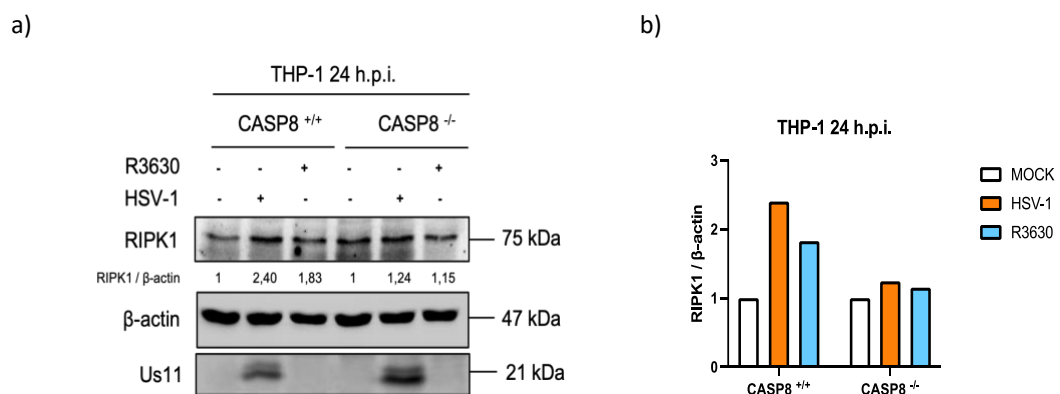 a)
THP-1 24 h.p.i.
CASP8 +/+ CASP8 -/-
R3630 - - + - - +
HSV-1 - + - - + -
RIPK1 75 kDa
RIPK1 / β-actin 1 2,40 1,83 1 1,24 1,15
β-actin 47 kDa
Us11 21 kDa
b)
THP-1 24 h.p.i.
RIPK1 / β-actin
3
2
1
0
CASP8 +/+ CASP8 -/-
MOCK
HSV-1
R3630